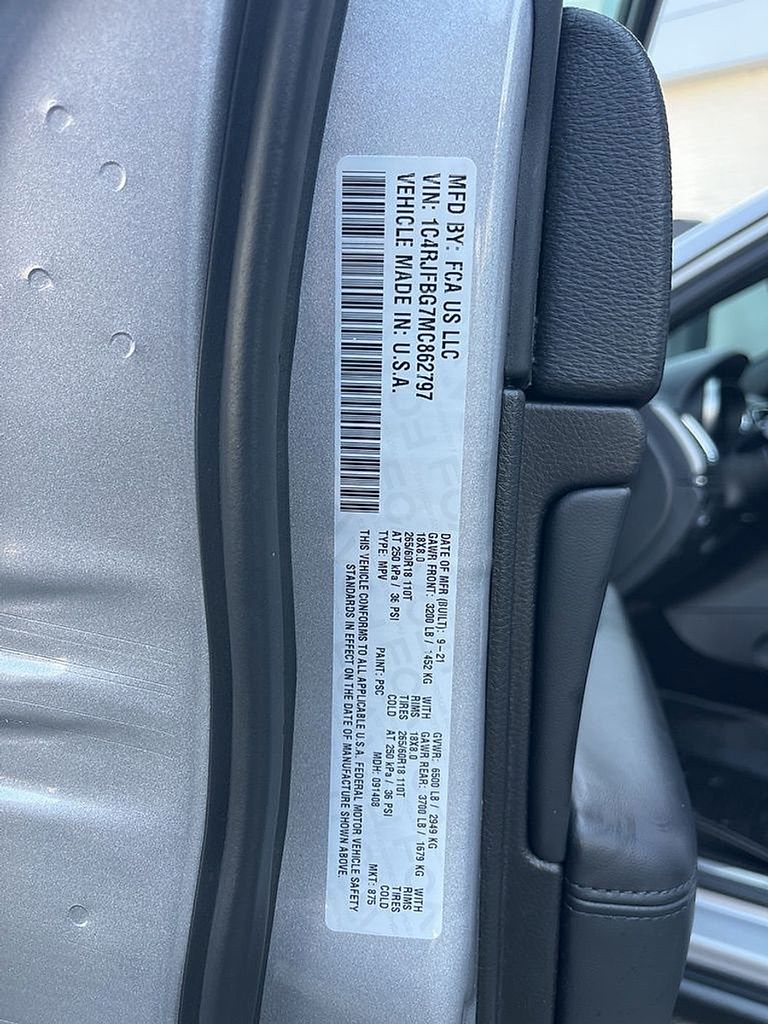 MFD BY: FCA US LLC
VIN: 1C4RJFBG7MC862797
VEHICLE MADE IN: U.S.A.
DATE OF MFR (BUILT): 9-21 GVWR: 6500 LB / 2949 KG
GAWR FRONT: 3200 LB / 1452 KG WITH GAWR REAR: 3700 LB / 1679 KG WITH
18X8.0 RIMS 18X8.0 RIMS
265/60R18 110T TIRES 265/60R18 110T TIRES
AT 250 kPa / 36 PSI COLD AT 250 kPa / 36 PSI COLD
TYPE: MPV PAINT: PSC MDH: 091408 MKT: 875
THIS VEHICLE CONFORMS TO ALL APPLICABLE U.S.A. FEDERAL MOTOR VEHICLE SAFETY
STANDARDS IN EFFECT ON THE DATE OF MANUFACTURE SHOWN ABOVE.